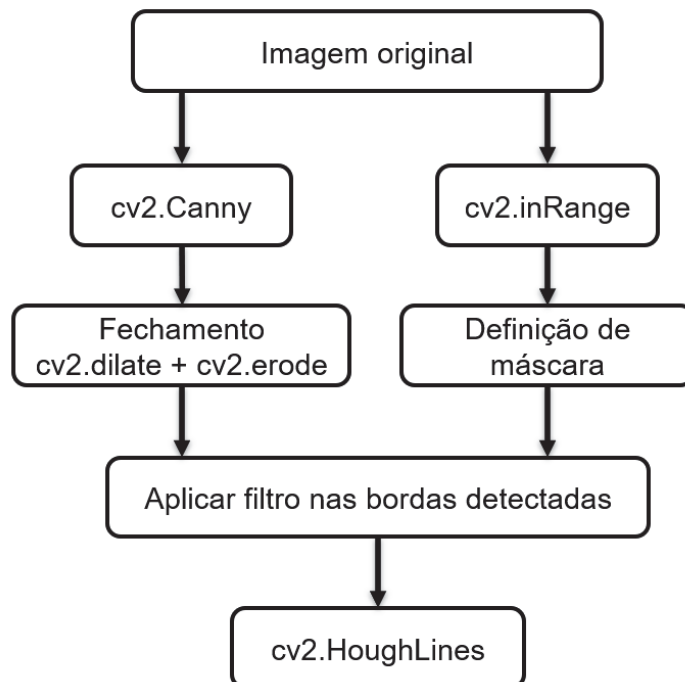 Imagem original
cv2.Canny
cv2.inRange
Fechamento
cv2.dilate + cv2.erode
Definição de
máscara
Aplicar filtro nas bordas detectadas
cv2.HoughLines